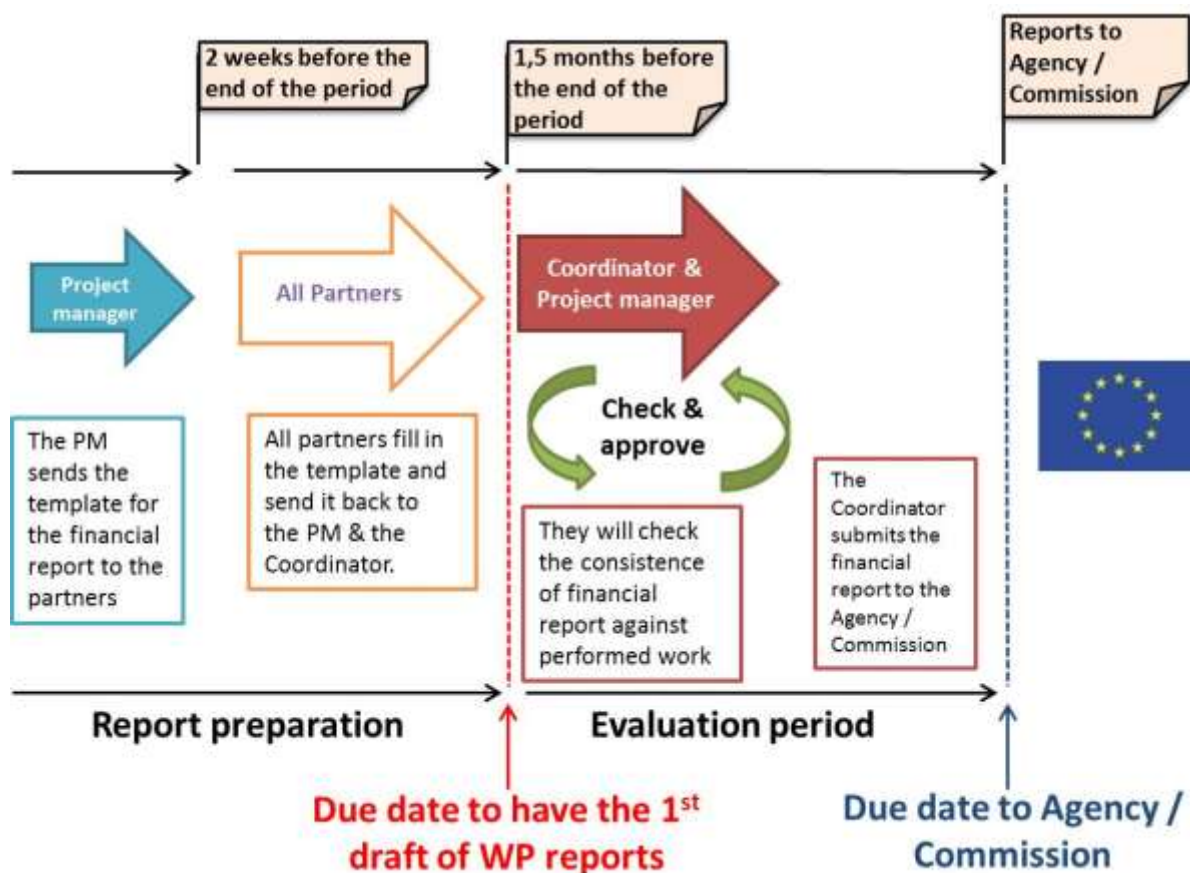 2 weeks before the
end of the period
1,5 months before
the end of the
period
Reports to
Agency /
Commission
Project
manager
All Partners
Coordinator &
Project manager
Check &
approve
The PM
sends the
template for
the financial
report to the
partners
All partners fill in
the template and
send it back to
the PM & the
Coordinator.
They will check
the consistence
of financial
report against
performed work
The
Coordinator
submits the
financial
report to the
Agency /
Commission
Report preparation
Evaluation period
Due date to have the 1st
draft of WP reports
Due date to Agency /
Commission